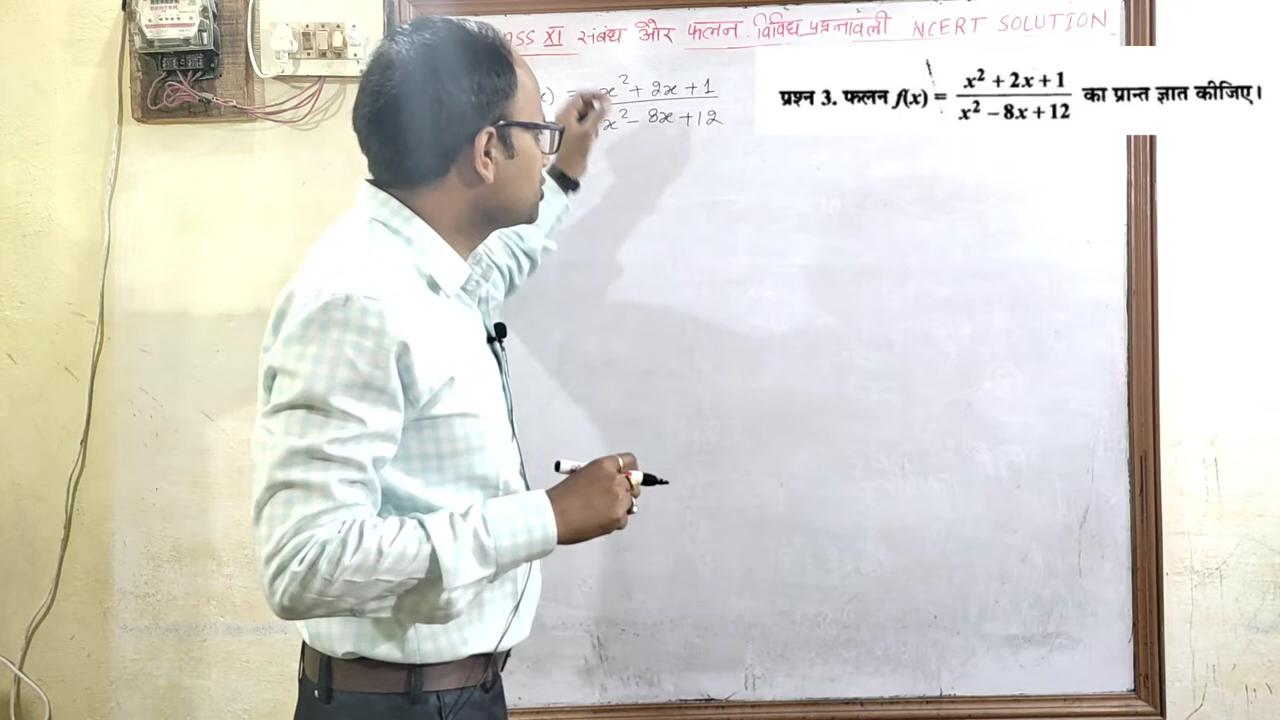 XI संबंध और फलन विविध प्रश्नावली NCERT SOLUTION
x) = x² + 2x + 1
x² - 8x + 12
प्रश्न 3. फलन f(x) = x² + 2x + 1 / x² - 8x + 12 का प्रान्त ज्ञात कीजिए।